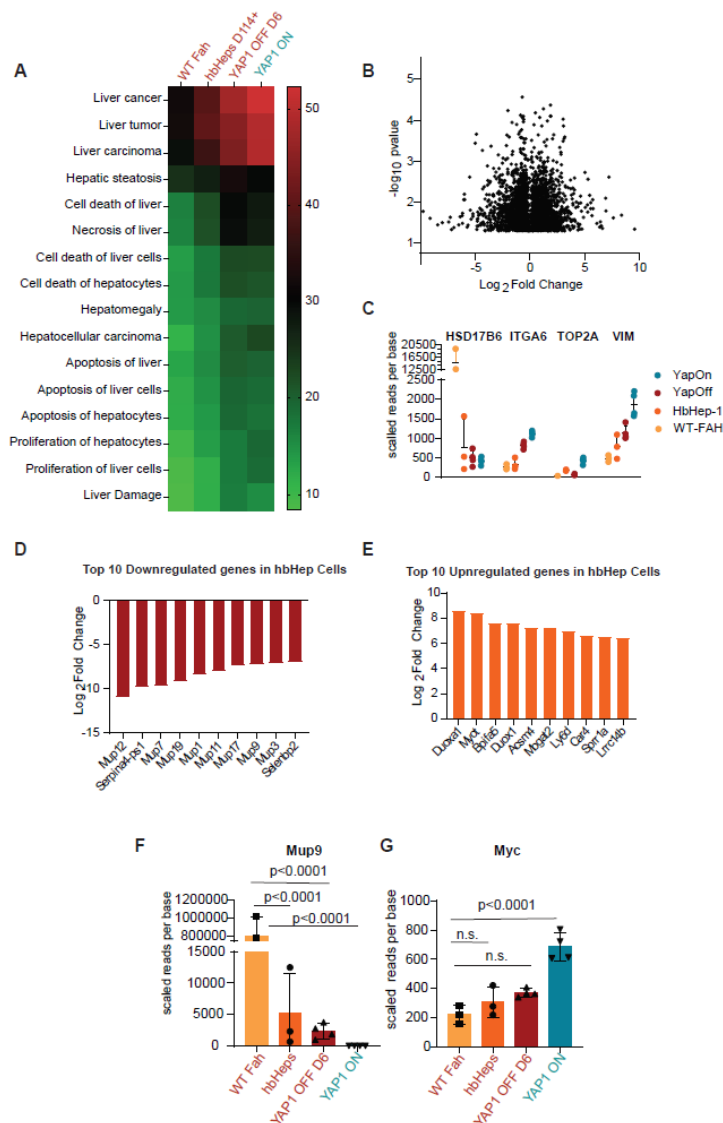 A
WT Fah
hbHeps D114+
YAP1 OFF D6
YAP1 ON
Liver cancer
Liver tumor
Liver carcinoma
Hepatic steatosis
Cell death of liver
Necrosis of liver
Cell death of liver cells
Cell death of hepatocytes
Hepatomegaly
Hepatocellular carcinoma
Apoptosis of liver
Apoptosis of liver cells
Apoptosis of hepatocytes
Proliferation of hepatocytes
Proliferation of liver cells
Liver Damage
50
40
30
20
10
B
-log10 pvalue
5
4
3
2
1
-5
0
5
10
Log2Fold Change
C
HSD17B6 ITGA6 TOP2A VIM
scaled reads per base
20500
16500
12500
2500
2000
1500
1000
500
0
YapOn
YapOff
HbHep-1
WT-FAH
D
Top 10 Downregulated genes in hbHep Cells
Log2Fold Change
0
-5
-10
-15
Mup12
Serpina4-ps1
Mup7
Mup19
Mup1
Mup11
Mup17
Mup9
Mup3
Selenbp2
E
Top 10 Upnregulated genes in hbHep Cells
Log2Fold Change
10
8
6
4
2
0
Duoxa1
Myot
Bpifa5
Duox1
Acsm4
Mogat2
Ly6d
Car4
Sprr1a
Lrrc14b
F
Mup9
p<0.0001
p<0.0001
p<0.0001
scaled reads per base
1200000
1000000
800000
600000
15000
10000
5000
0
WT Fah
hbHeps
YAP1 OFF D6
YAP1 ON
G
Myc
p<0.0001
n.s.
n.s.
scaled reads per base
1000
800
600
400
200
0
WT Fah
hbHeps
YAP1 OFF D6
YAP1 ON